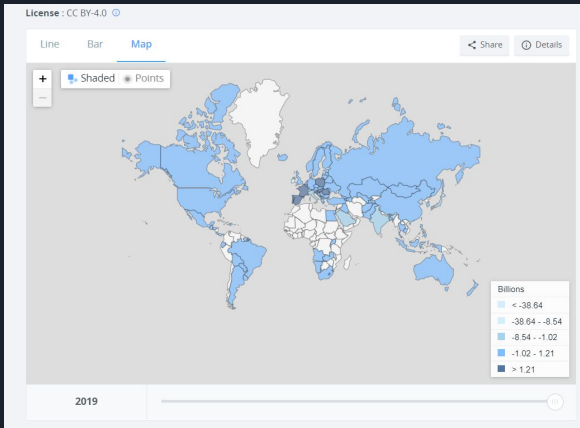 License : CC BY-4.0
Line Bar Map
Share Details
+ Shaded Points
−
Billions
< -38.64
-38.64 - -8.54
-8.54 - -1.02
-1.02 - 1.21
> 1.21
2019